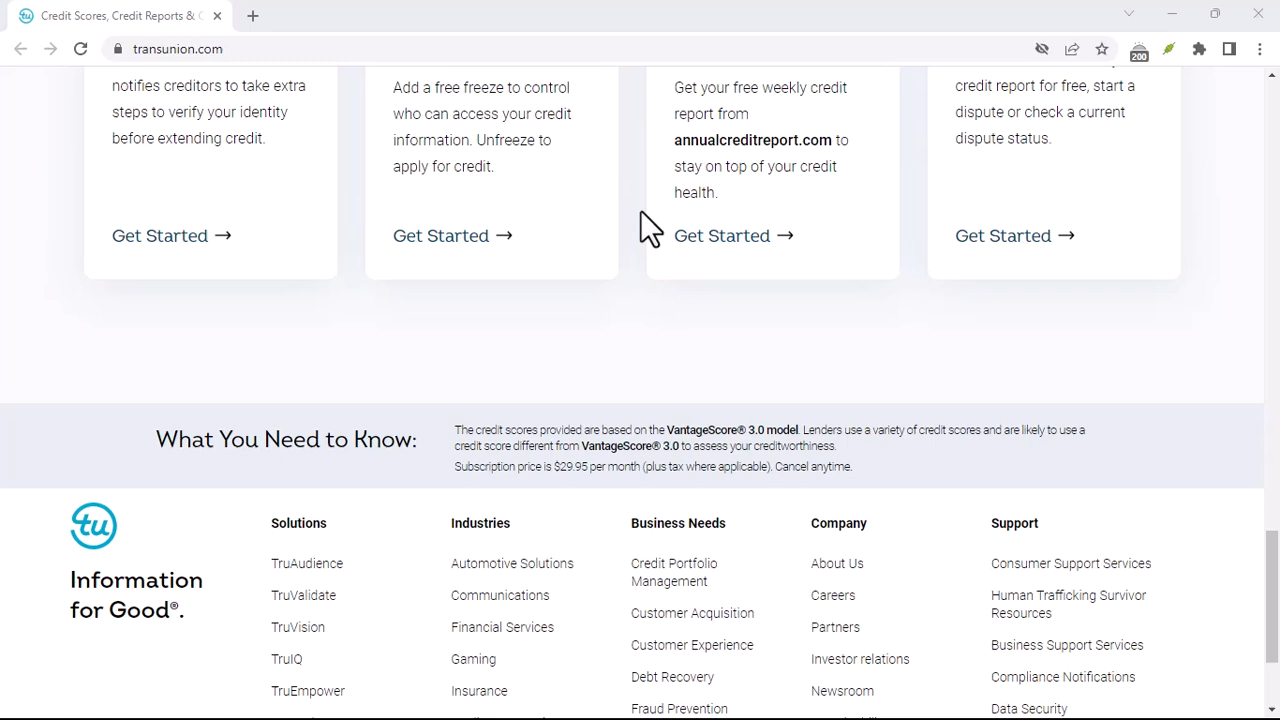 Credit Scores, Credit Reports & C
transunion.com
200
notifies creditors to take extra
steps to verify your identity
before extending credit.
Get Started →
Add a free freeze to control
who can access your credit
information. Unfreeze to
apply for credit.
Get Started →
Get your free weekly credit
report from
annualcreditreport.com to
stay on top of your credit
health.
Get Started →
credit report for free, start a
dispute or check a current
dispute status.
Get Started →
What You Need to Know:
The credit scores provided are based on the VantageScore® 3.0 model. Lenders use a variety of credit scores and are likely to use a
credit score different from VantageScore® 3.0 to assess your creditworthiness.
Subscription price is $29.95 per month (plus tax where applicable). Cancel anytime.
tu
Information
for Good®.
Solutions
TruAudience
TruValidate
TruVision
TruIQ
TruEmpower
Industries
Automotive Solutions
Communications
Financial Services
Gaming
Insurance
Business Needs
Credit Portfolio
Management
Customer Acquisition
Customer Experience
Debt Recovery
Fraud Prevention
Company
About Us
Careers
Partners
Investor relations
Newsroom
Support
Consumer Support Services
Human Trafficking Survivor
Resources
Business Support Services
Compliance Notifications
Data Security